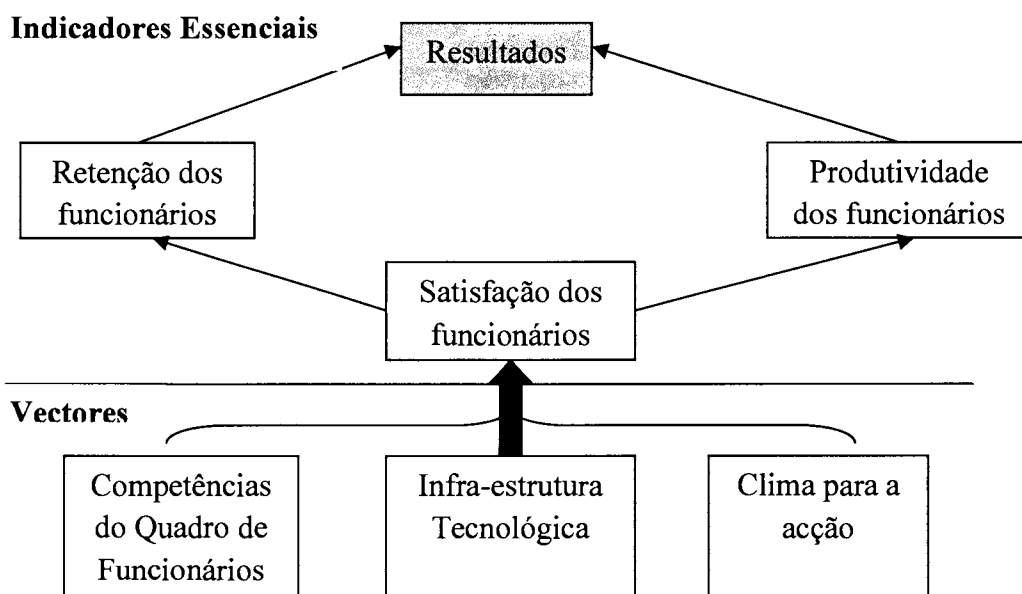 Indicadores Essenciais
Resultados
Retenção dos
funcionários
Produtividade
dos funcionários
Satisfação dos
funcionários
Vectores
Competências
do Quadro de
Funcionários
Infra-estrutura
Tecnológica
Clima para a
acção